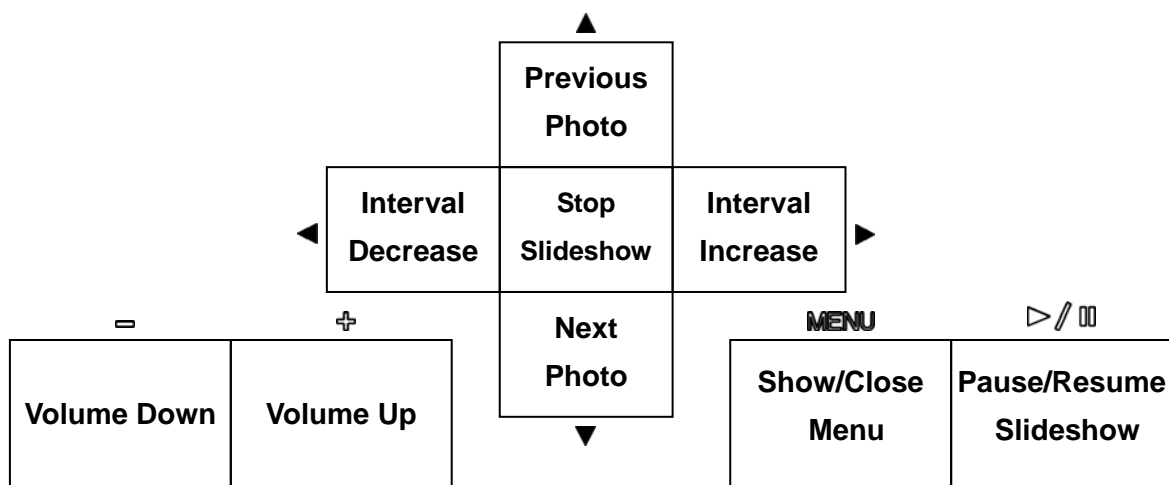 ▲
Previous
Photo
Interval
Decrease
Stop
Slideshow
Interval
Increase
◀
▶
Next
Photo
▼
-
+
MENU
▷/II
Volume Down
Volume Up
Show/Close
Menu
Pause/Resume
Slideshow